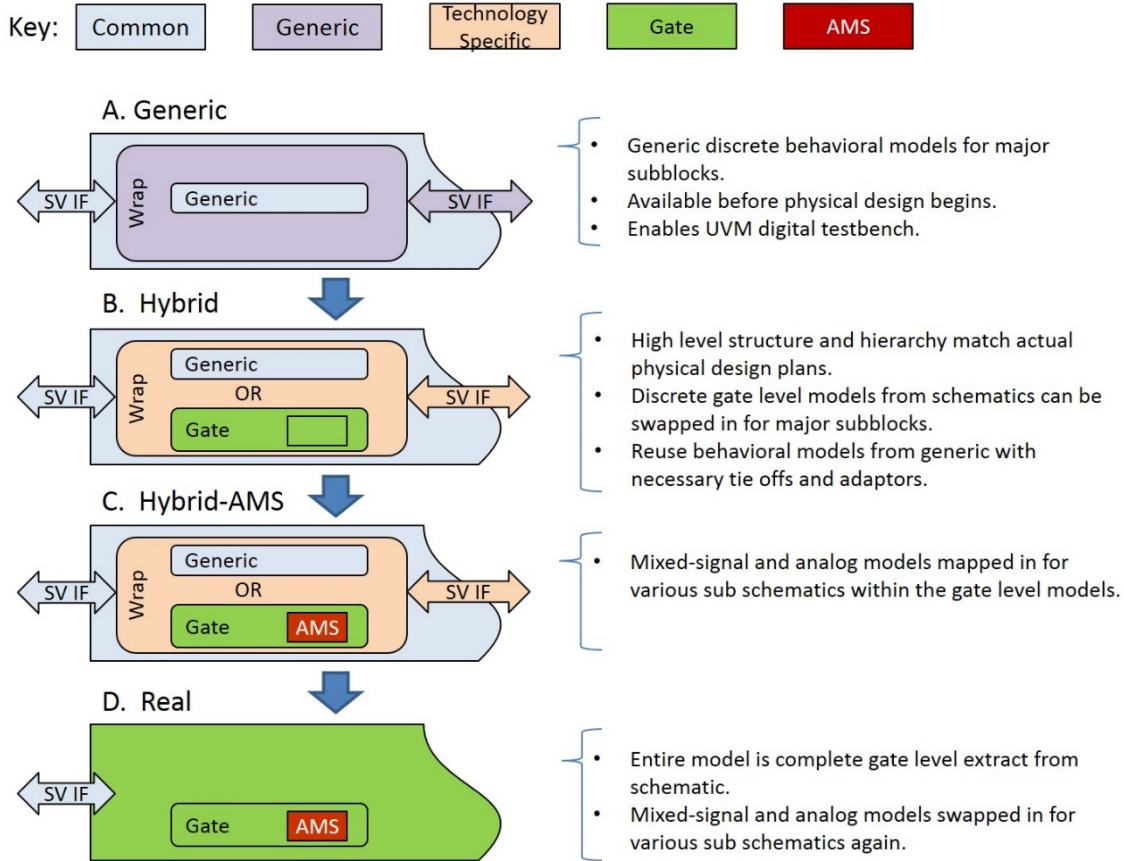 Key: Common Generic Technology Specific Gate AMS
A. Generic
SV IF Wrap Generic SV IF
• Generic discrete behavioral models for major
subblocks.
• Available before physical design begins.
• Enables UVM digital testbench.
B. Hybrid
SV IF Wrap Generic SV IF
OR
Gate
• High level structure and hierarchy match actual
physical design plans.
• Discrete gate level models from schematics can be
swapped in for major subblocks.
• Reuse behavioral models from generic with
necessary tie offs and adaptors.
C. Hybrid-AMS
SV IF Wrap Generic SV IF
OR
Gate AMS
• Mixed-signal and analog models mapped in for
various sub schematics within the gate level models.
D. Real
SV IF
Gate AMS
• Entire model is complete gate level extract from
schematic.
• Mixed-signal and analog models swapped in for
various sub schematics again.